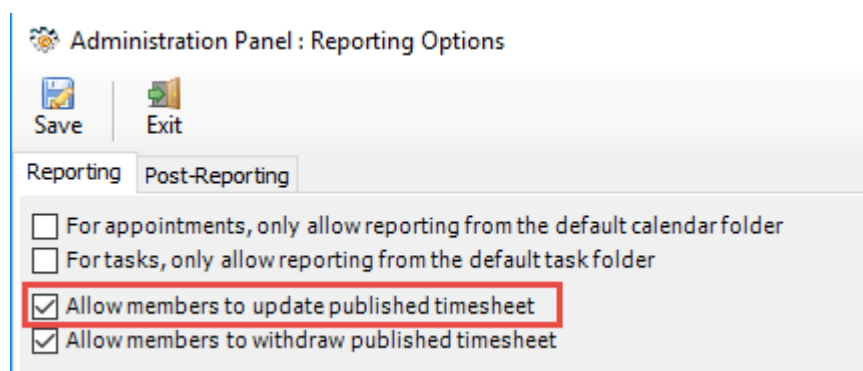 Administration Panel : Reporting Options
Save Exit
Reporting Post-Reporting
For appointments, only allow reporting from the default calendar folder
For tasks, only allow reporting from the default task folder
Allow members to update published timesheet
Allow members to withdraw published timesheet